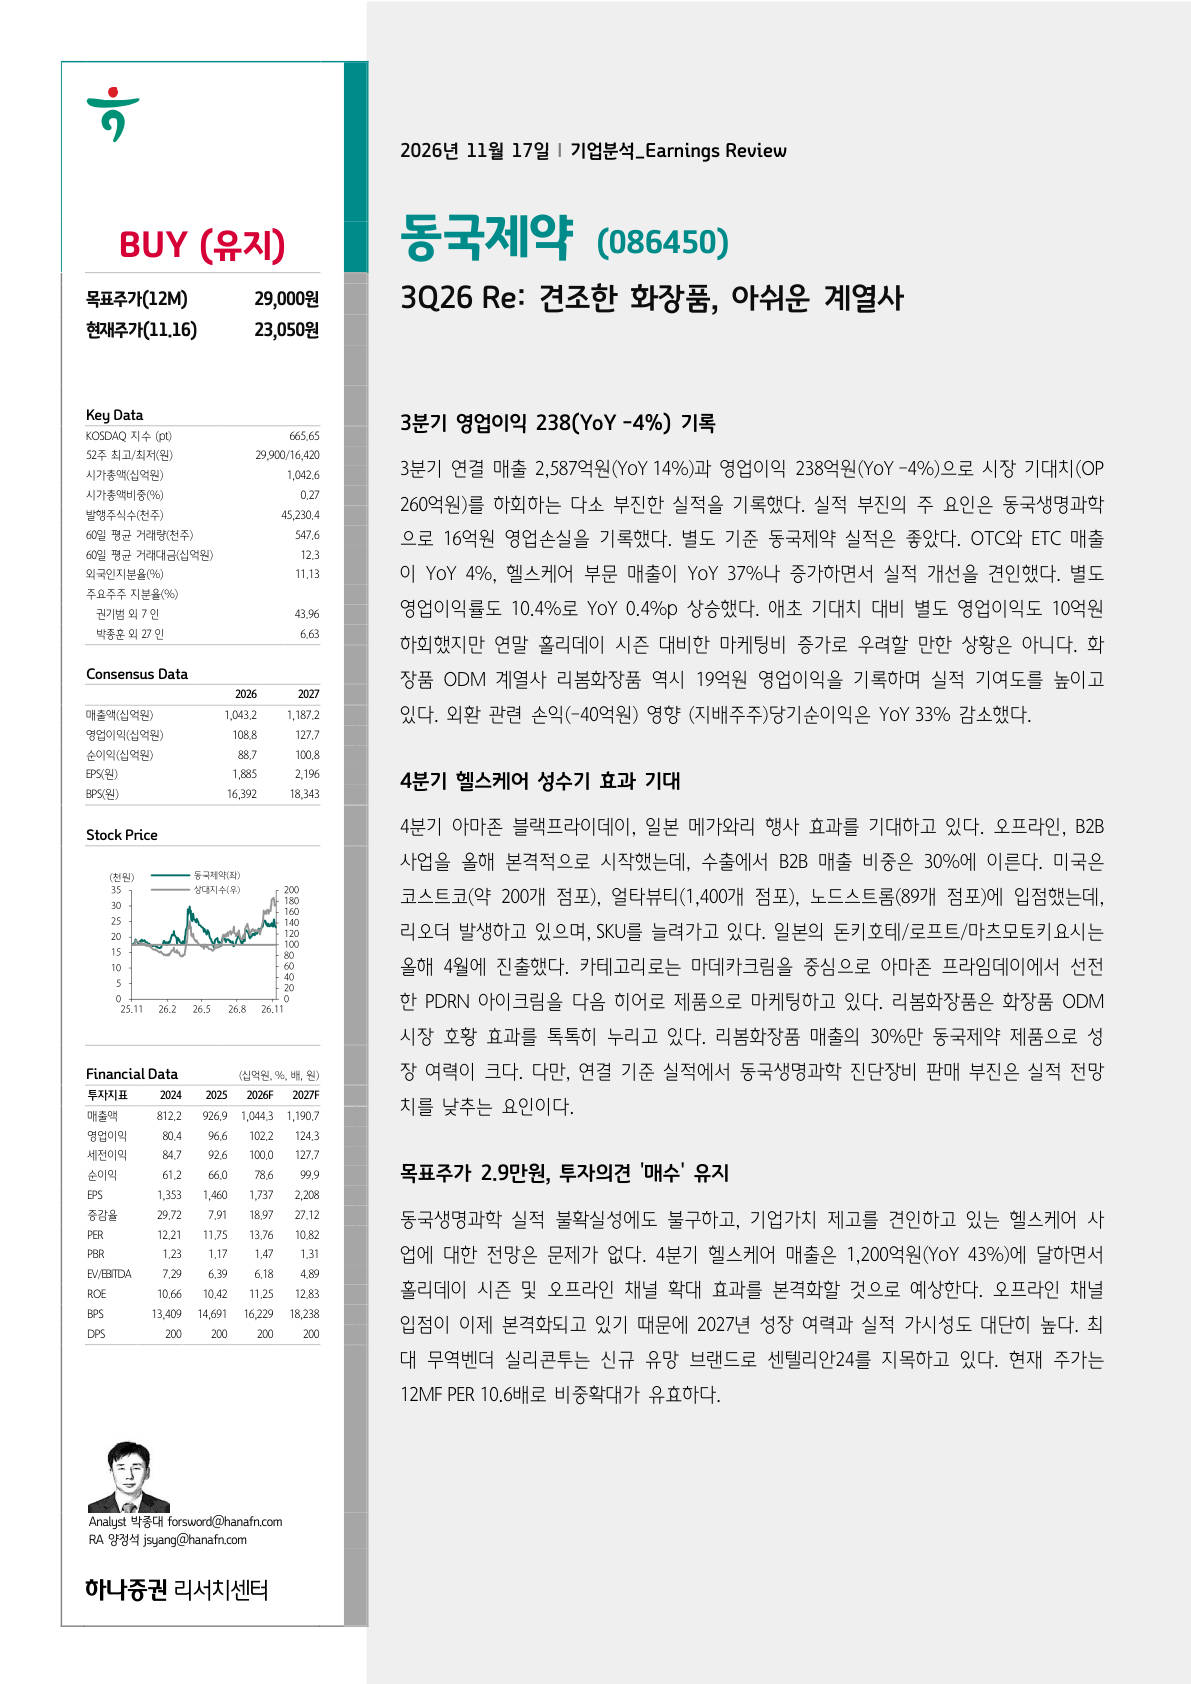 2026년 11월 17일 | 기업분석_Earnings Review
BUY (유지)
목표주가(12M) 29,000원
현재주가(11.16) 23,050원
Key Data
KOSDAQ 지수 (pt) 665.65
52주 최고/최저(원) 29,900/16,420
시가총액(십억원) 1,042.6
시가총액비중(%) 0.27
발행주식수(천주) 45,230.4
60일 평균 거래량(천주) 547.6
60일 평균 거래대금(십억원) 12.3
외국인지분율(%) 11.13
주요주주 지분율(%)
권기범 외 7 인 43.96
박종훈 외 27 인 6.63
Consensus Data
2026 2027
매출액(십억원) 1,043.2 1,187.2
영업이익(십억원) 108.8 127.7
순이익(십억원) 88.7 100.8
EPS(원) 1,885 2,196
BPS(원) 16,392 18,343
Stock Price
(천원)
동국제약(좌)
상대지수(우)
35
30
25
20
15
10
5
0
200
180
160
140
120
100
80
60
40
20
0
25.11 26.2 26.5 26.8 26.11
Financial Data (십억원, %, 배, 원)
투자지표 2024 2025 2026F 2027F
매출액 812.2 926.9 1,044.3 1,190.7
영업이익 80.4 96.6 102.2 124.3
세전이익 84.7 92.6 100.0 127.7
순이익 61.2 66.0 78.6 99.9
EPS 1,353 1,460 1,737 2,208
증감율 29.72 7.91 18.97 27.12
PER 12.21 11.75 13.76 10.82
PBR 1.23 1.17 1.47 1.31
EV/EBITDA 7.29 6.39 6.18 4.89
ROE 10.66 10.42 11.25 12.83
BPS 13,409 14,691 16,229 18,238
DPS 200 200 200 200
Analyst 박종대 forsword@hanafn.com
RA 양정석 jsyang@hanafn.com
하나증권 리서치센터
동국제약 (086450)
3Q26 Re: 견조한 화장품, 아쉬운 계열사
3분기 영업이익 238(YoY -4%) 기록
3분기 연결 매출 2,587억원(YoY 14%)과 영업이익 238억원(YoY -4%)으로 시장 기대치(OP
260억원)를 하회하는 다소 부진한 실적을 기록했다. 실적 부진의 주 요인은 동국생명과학
으로 16억원 영업손실을 기록했다. 별도 기준 동국제약 실적은 좋았다. OTC와 ETC 매출
이 YoY 4%, 헬스케어 부문 매출이 YoY 37%나 증가하면서 실적 개선을 견인했다. 별도
영업이익률도 10.4%로 YoY 0.4%p 상승했다. 애초 기대치 대비 별도 영업이익도 10억원
하회했지만 연말 홀리데이 시즌 대비한 마케팅비 증가로 우려할 만한 상황은 아니다. 화
장품 ODM 계열사 리봄화장품 역시 19억원 영업이익을 기록하며 실적 기여도를 높이고
있다. 외환 관련 손익(-40억원) 영향 (지배주주)당기순이익은 YoY 33% 감소했다.
4분기 헬스케어 성수기 효과 기대
4분기 아마존 블랙프라이데이, 일본 메가와리 행사 효과를 기대하고 있다. 오프라인, B2B
사업을 올해 본격적으로 시작했는데, 수출에서 B2B 매출 비중은 30%에 이른다. 미국은
코스트코(약 200개 점포), 얼타뷰티(1,400개 점포), 노드스트롬(89개 점포)에 입점했는데,
리오더 발생하고 있으며, SKU를 늘려가고 있다. 일본의 돈키호테/로프트/마츠모토키요시는
올해 4월에 진출했다. 카테고리로는 마데카크림을 중심으로 아마존 프라임데이에서 선전
한 PDRN 아이크림을 다음 히어로 제품으로 마케팅하고 있다. 리봄화장품은 화장품 ODM
시장 호황 효과를 톡톡히 누리고 있다. 리봄화장품 매출의 30%만 동국제약 제품으로 성
장 여력이 크다. 다만, 연결 기준 실적에서 동국생명과학 진단장비 판매 부진은 실적 전망
치를 낮추는 요인이다.
목표주가 2.9만원, 투자의견 '매수' 유지
동국생명과학 실적 불확실성에도 불구하고, 기업가치 제고를 견인하고 있는 헬스케어 사
업에 대한 전망은 문제가 없다. 4분기 헬스케어 매출은 1,200억원(YoY 43%)에 달하면서
홀리데이 시즌 및 오프라인 채널 확대 효과를 본격화할 것으로 예상한다. 오프라인 채널
입점이 이제 본격화되고 있기 때문에 2027년 성장 여력과 실적 가시성도 대단히 높다. 최
대 무역벤더 실리콘투는 신규 유망 브랜드로 센텔리안24를 지목하고 있다. 현재 주가는
12MF PER 10.6배로 비중확대가 유효하다.